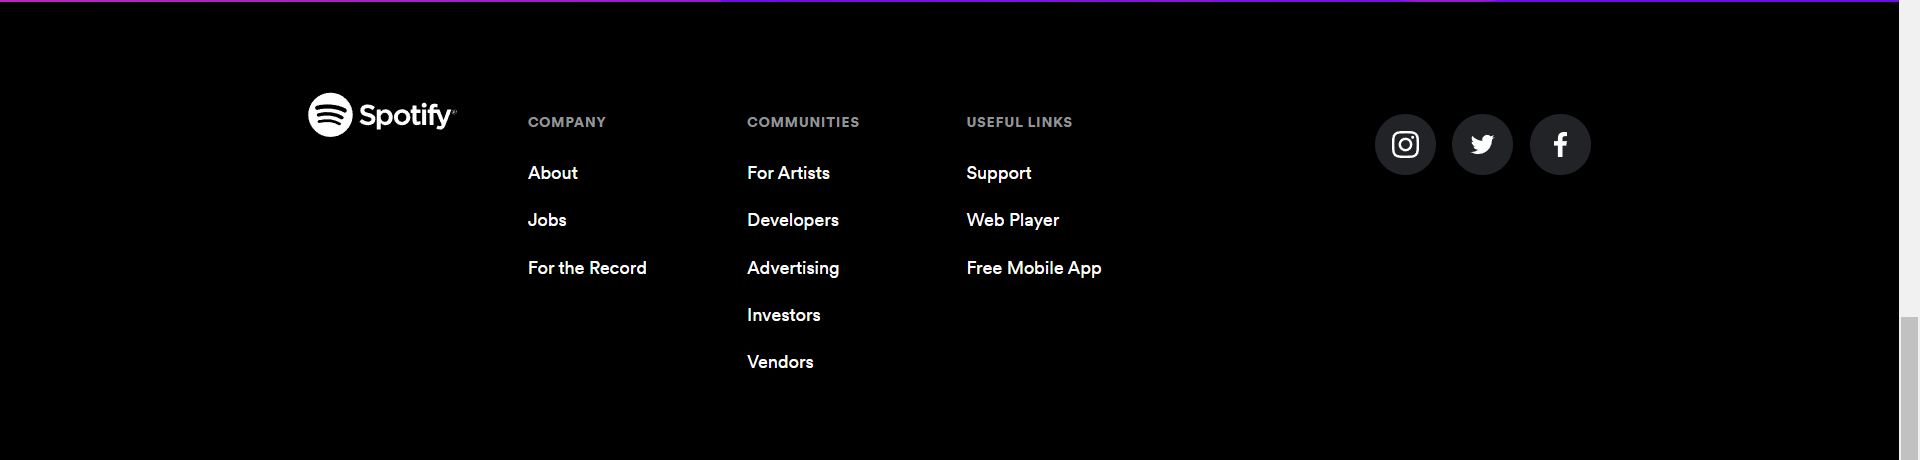 Spotify
COMPANY
About
Jobs
For the Record
COMMUNITIES
For Artists
Developers
Advertising
Investors
Vendors
USEFUL LINKS
Support
Web Player
Free Mobile App